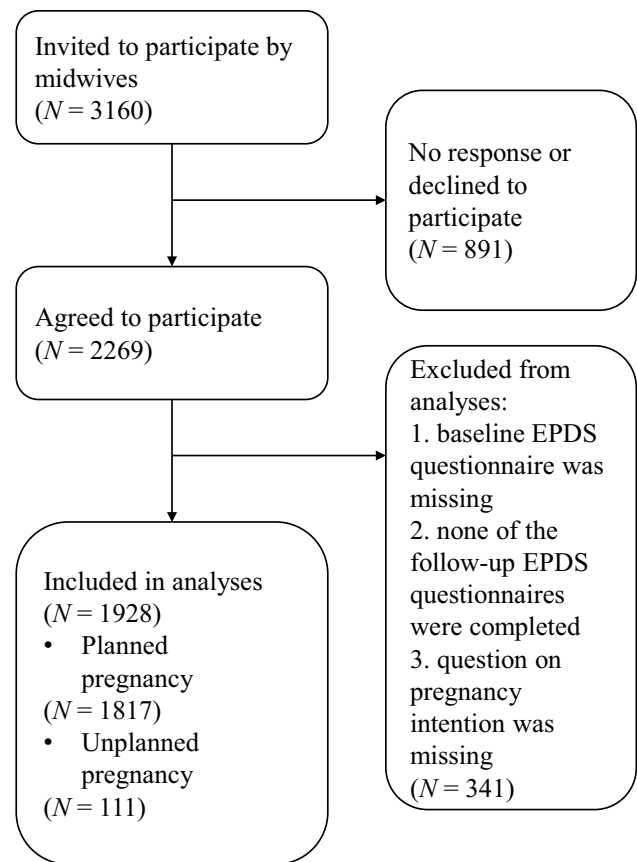 Invited to participate by
midwives
(N = 3160)
No response or
declined to
participate
(N = 891)
Agreed to participate
(N = 2269)
Excluded from
analyses:
1. baseline EPDS
questionnaire was
missing
2. none of the
follow-up EPDS
questionnaires
were completed
3. question on
pregnancy
intention was
missing
(N = 341)
Included in analyses
(N = 1928)
• Planned
pregnancy
(N = 1817)
• Unplanned
pregnancy
(N = 111)